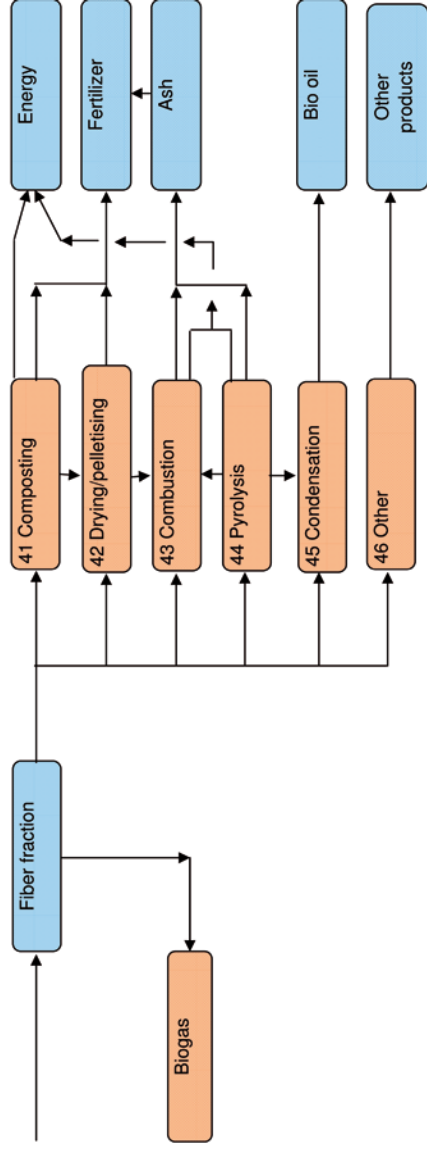 Fiber fraction
Biogas
41 Composting
42 Drying/pelletising
43 Combustion
44 Pyrolysis
45 Condensation
46 Other
Energy
Fertilizer
Ash
Bio oil
Other
products